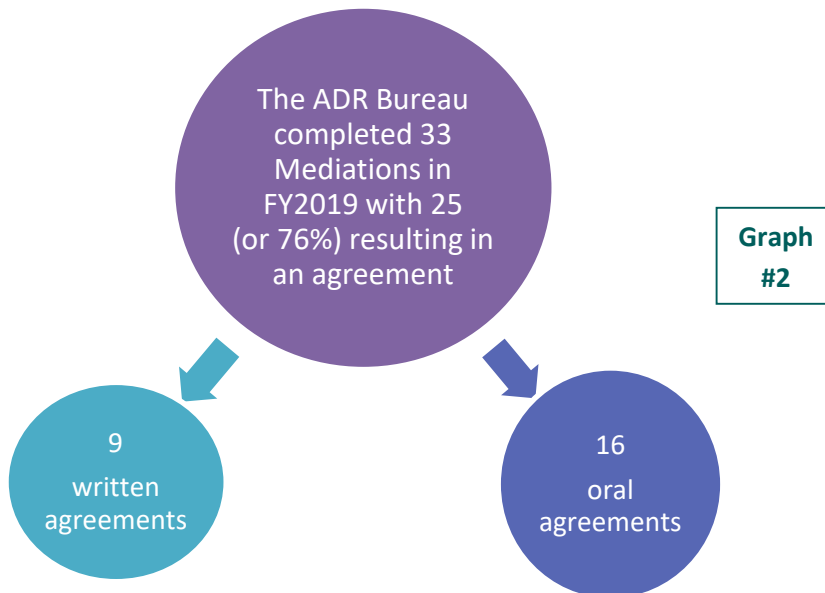 The ADR Bureau
completed 33
Mediations in
FY2019 with 25
(or 76%) resulting in
an agreement
Graph
#2
9
written
agreements
16
oral
agreements